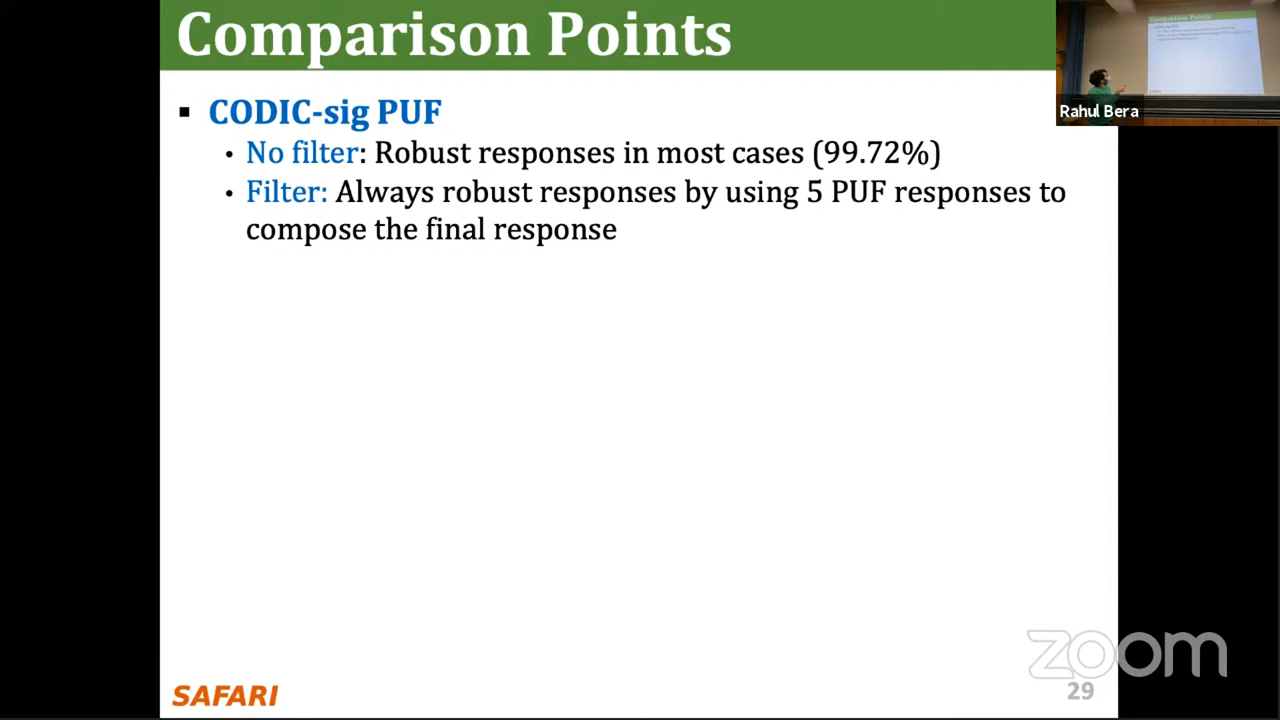 Comparison Points
Rahul Bera
▪ CODIC-sig PUF
• No filter: Robust responses in most cases (99.72%)
• Filter: Always robust responses by using 5 PUF responses to
compose the final response
zoom
SAFARI
29